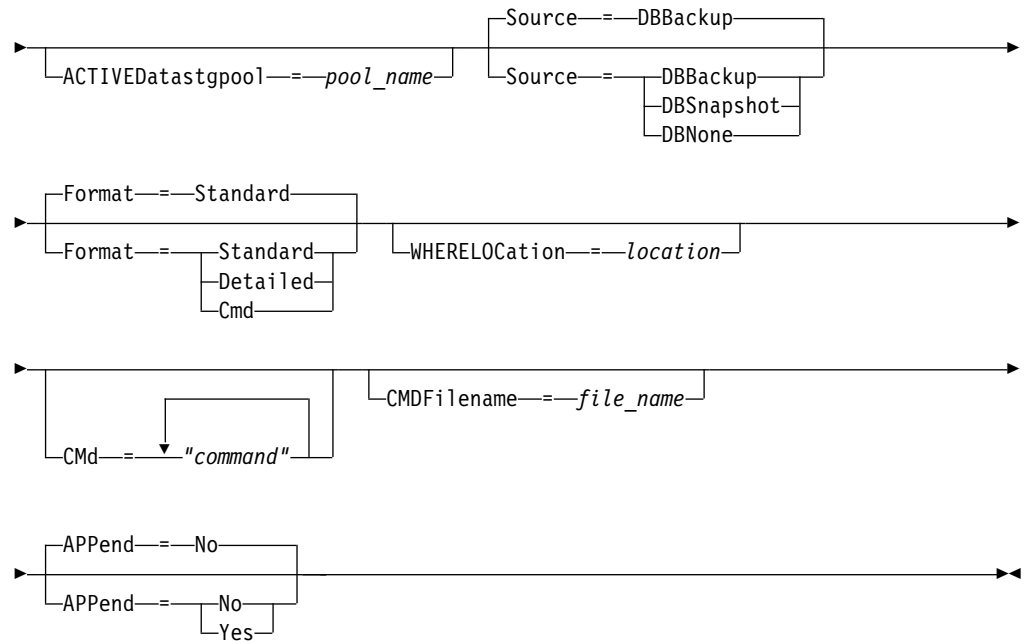 Source = DBBackup
ACTIVEDatastgpool = pool_name
Source = DBBackup
DBSnapshot
DBNone
Format = Standard
Format = Standard
Detailed
Cmd
WHERELOCation = location
CMd = "command"
CMDFilename = file_name
APPend = No
APPend = No
Yes